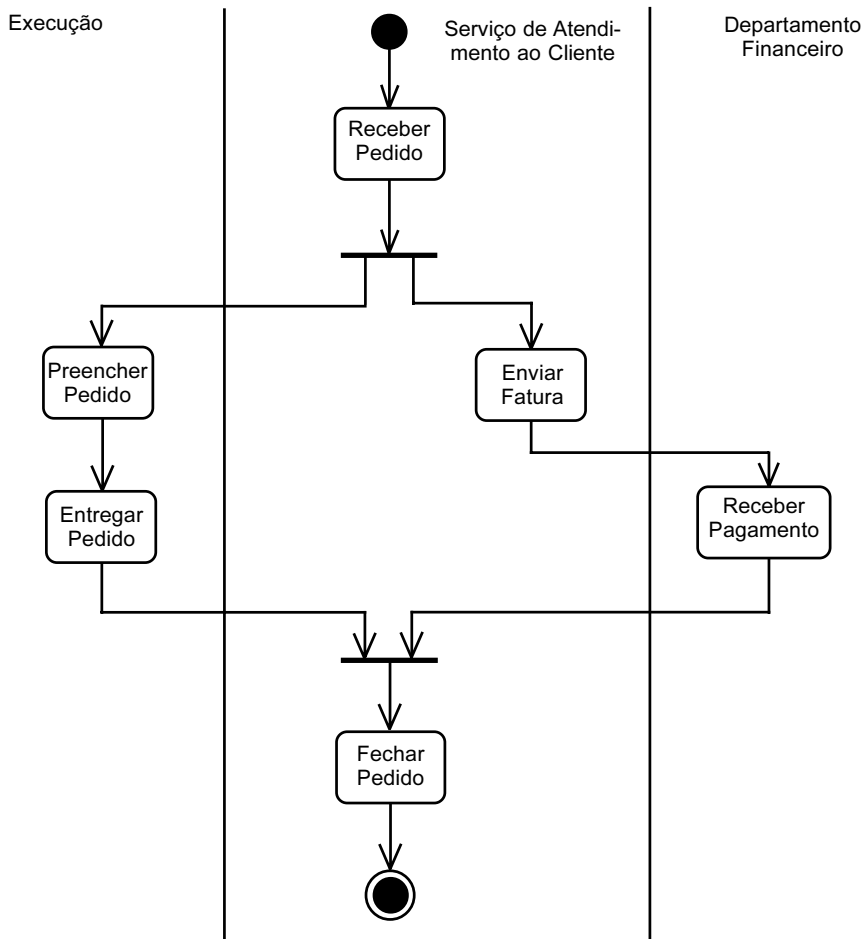 Execução
Serviço de Atendi-
mento ao Cliente
Departamento
Financeiro
Receber
Pedido
Preencher
Pedido
Enviar
Fatura
Entregar
Pedido
Receber
Pagamento
Fechar
Pedido